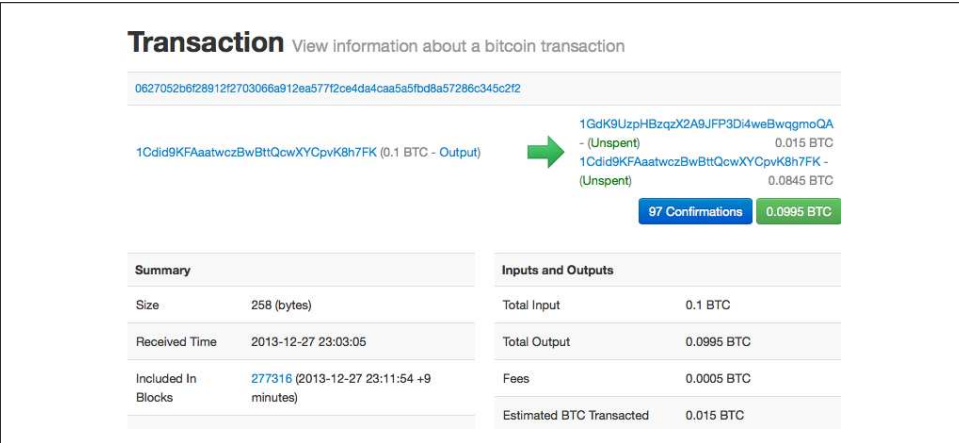 Transaction View information about a bitcoin transaction
0627052b6f28912f2703066a912ea577f2ce4da4caa5a5fbd8a57286c345c2f2
1Cdid9KFAaatwczBwBttQcwXYCpvK8h7FK (0.1 BTC - Output)
1GdK9UzpHBzqzX2A9JFP3Di4weBwqgmoQA
- (Unspent) 0.015 BTC
1Cdid9KFAaatwczBwBttQcwXYCpvK8h7FK -
(Unspent) 0.0845 BTC
97 Confirmations 0.0995 BTC
Summary
Size 258 (bytes)
Received Time 2013-12-27 23:03:05
Included In 277316 (2013-12-27 23:11:54 +9
Blocks minutes)
Inputs and Outputs
Total Input 0.1 BTC
Total Output 0.0995 BTC
Fees 0.0005 BTC
Estimated BTC Transacted 0.015 BTC